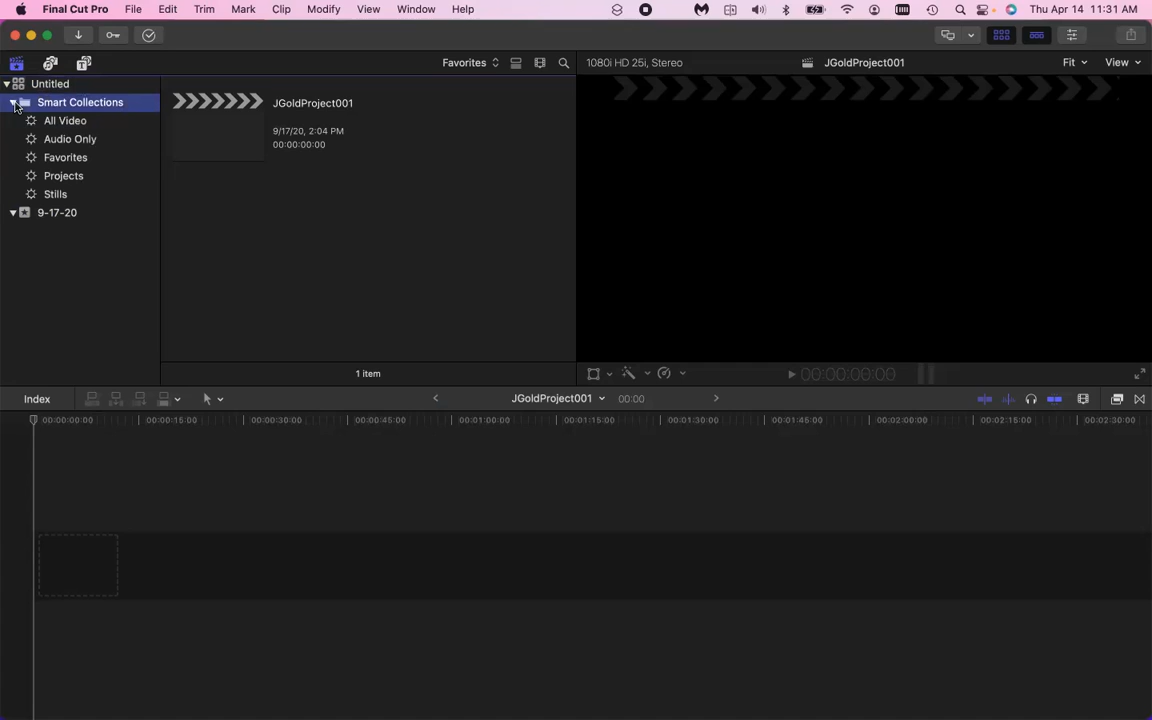 Final Cut Pro File Edit Trim Mark Clip Modify View Window Help Thu Apr 14 11:31 AM
Favorites 1080i HD 25i, Stereo JGoldProject001 Fit View
Untitled
Smart Collections
All Video
Audio Only
Favorites
Projects
Stills
9-17-20
JGoldProject001
9/17/20, 2:04 PM
00:00:00:00
1 item
00:00:00:00
Index JGoldProject001 00:00
00:00:00:00 00:00:15:00 00:00:30:00 00:00:45:00 00:01:00:00 00:01:15:00 00:01:30:00 00:01:45:00 00:02:00:00 00:02:15:00 00:02:30:00